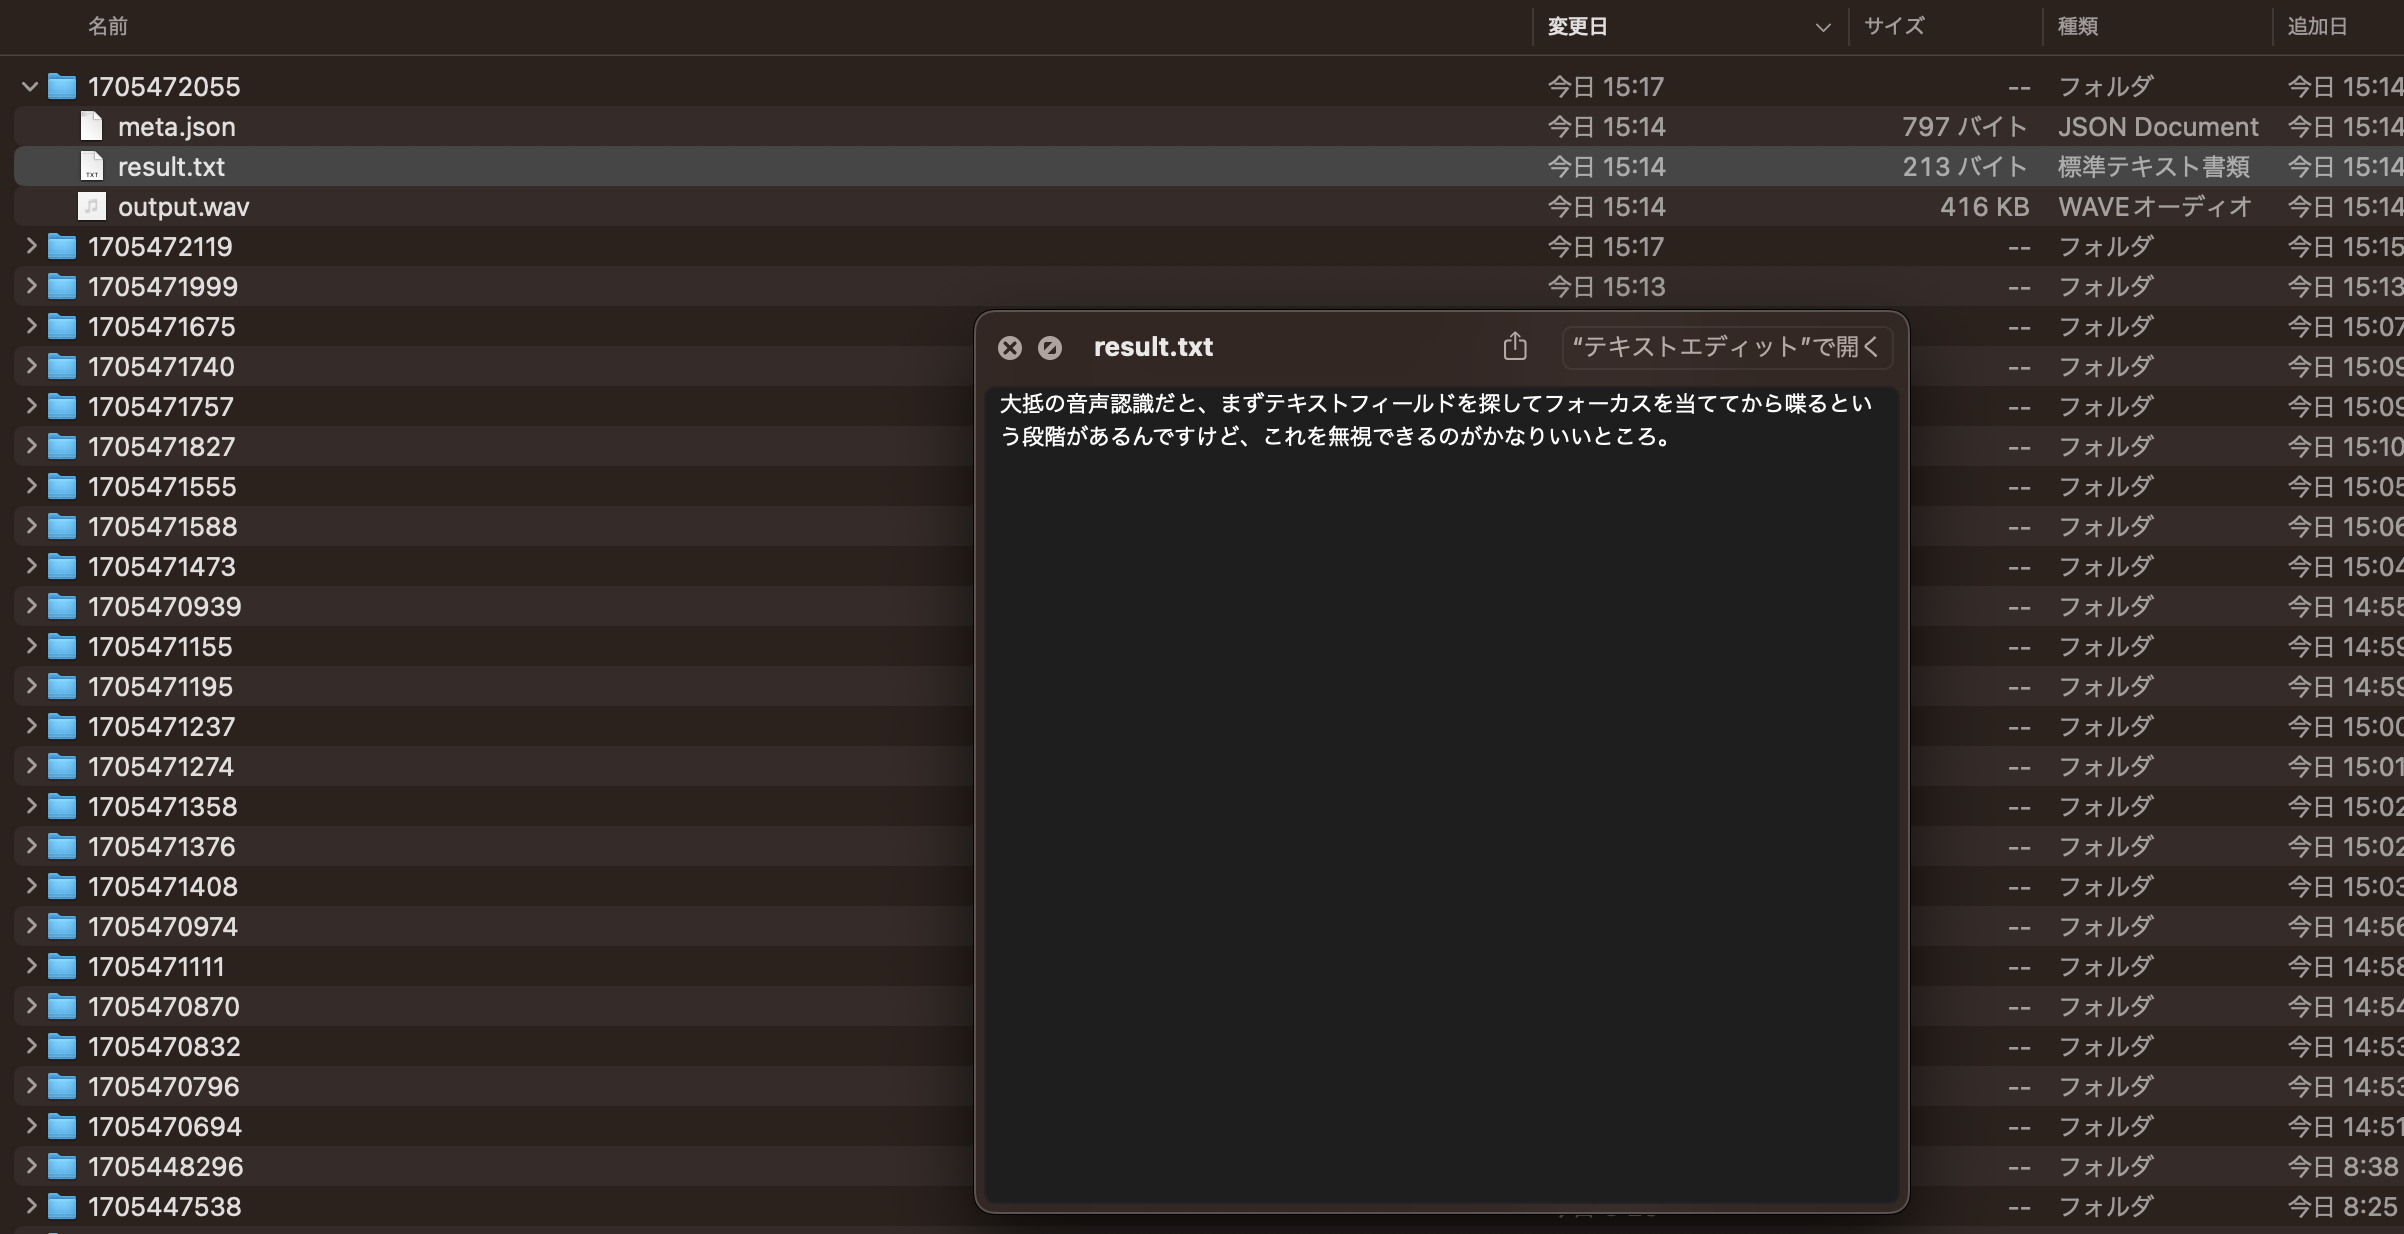 名前 変更日 サイズ 種類 追加日
1705472055 今日 15:17 -- フォルダ 今日 15:14
meta.json 今日 15:14 797 バイト JSON Document 今日 15:14
result.txt 今日 15:14 213 バイト 標準テキスト書類 今日 15:14
output.wav 今日 15:14 416 KB WAVEオーディオ 今日 15:14
1705472119 今日 15:17 -- フォルダ 今日 15:15
1705471999 今日 15:13 -- フォルダ 今日 15:13
1705471675 -- フォルダ 今日 15:07
1705471740 -- フォルダ 今日 15:09
1705471757 -- フォルダ 今日 15:09
1705471827 -- フォルダ 今日 15:10
1705471555 -- フォルダ 今日 15:05
1705471588 -- フォルダ 今日 15:06
1705471473 -- フォルダ 今日 15:04
1705470939 -- フォルダ 今日 14:55
1705471155 -- フォルダ 今日 14:59
1705471195 -- フォルダ 今日 14:59
1705471237 -- フォルダ 今日 15:00
1705471274 -- フォルダ 今日 15:01
1705471358 -- フォルダ 今日 15:02
1705471376 -- フォルダ 今日 15:02
1705471408 -- フォルダ 今日 15:03
1705470974 -- フォルダ 今日 14:56
1705471111 -- フォルダ 今日 14:58
1705470870 -- フォルダ 今日 14:54
1705470832 -- フォルダ 今日 14:53
1705470796 -- フォルダ 今日 14:53
1705470694 -- フォルダ 今日 14:51
1705448296 -- フォルダ 今日 8:38
1705447538 -- フォルダ 今日 8:25
result.txt “テキストエディット”で開く
大抵の音声認識だと、まずテキストフィールドを探してフォーカスを当ててから喋るとい
う段階があるんですけど、これを無視できるのがかなりいいところ。